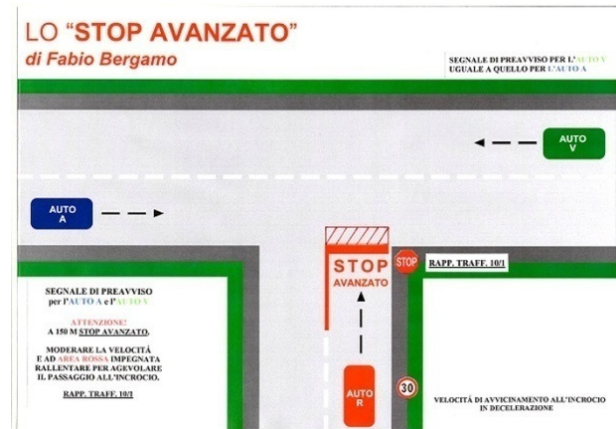 LO "STOP AVANZATO"
di Fabio Bergamo
SEGNALE DI PREAVVISO PER L'AUTO V
UGUALE A QUELLO PER L'AUTO A
AUTO
V
AUTO
A
STOP
AVANZATO
STOP
RAPP. TRAFF. 10/1
SEGNALE DI PREAVVISO
per l'AUTO A e l'AUTO V
ATTENZIONE!
A 150 M STOP AVANZATO.
MODERARE LA VELOCITÀ
E AD AREA ROSSA IMPEGNATA
RALLENTARE PER AGEVOLARE
IL PASSAGGIO ALL'INCROCIO.
RAPP. TRAFF. 10/1
AUTO
R
30
VELOCITÀ DI AVVICINAMENTO ALL'INCROCIO
IN DECELERAZIONE